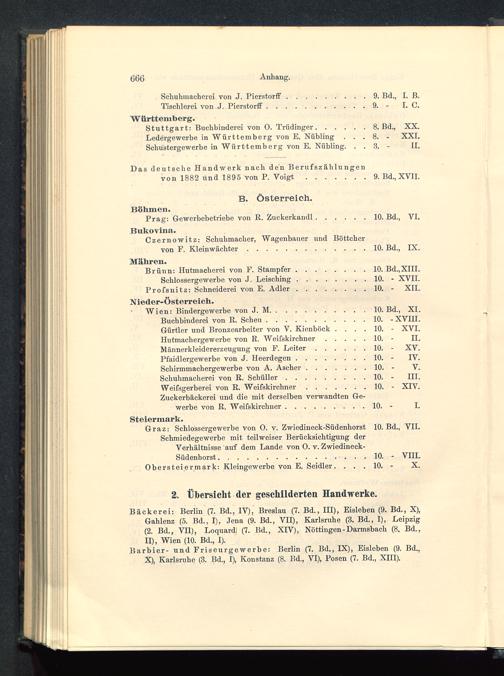 666 Anhang.
Schuhmacherei von J. Pierstorff . . . . . . . . . 9. Bd., I. B.
Tischlerei von J. Pierstorff . . . . . . . . . . . 9. - I. C.
Württemberg.
Stuttgart: Buchbinderei von O. Trüdinger . . . . . . 8. Bd., XX.
Ledergewerbe in Württemberg von E. Nübling . . . 8. - XXI.
Schustergewerbe in Württemberg von E. Nübling . . 3. - II.
Das deutsche Handwerk nach den Berufszählungen
von 1882 und 1895 von P. Voigt . . . . . . . 9. Bd., XVII.
B. Österreich.
Böhmen.
Prag: Gewerbebetriebe von R. Zuckerkandl . . . . . . 10. Bd., VI.
Bukovina.
Czernowitz: Schuhmacher, Wagenbauer und Böttcher
von F. Kleinwächter . . . . . . . . . . . . . 10. Bd., IX.
Mähren.
Brünn: Hutmacherei von F. Stampfer . . . . . . . . 10. Bd., XIII.
Schlossergewerbe von J. Leisching . . . . . . . . 10. - XVII.
Profsnitz: Schneiderei von E. Adler . . . . . . . . 10. - XII.
Nieder-Österreich.
Wien: Bindergewerbe von J. M. . . . . . . . . . . 10. Bd., XI.
Buchbinderei von R. Scheu . . . . . . . . . . . 10. - XVIII.
Gürtler und Bronzearbeiter von V. Kienböck . . . . 10. - XVI.
Hutmachergewerbe von R. Weifskirchner . . . . . 10. - II.
Männerkleidererzeugung von F. Leiter . . . . . . 10. - XV.
Pfaidlergewerbe von J. Heerdegen . . . . . . . . 10. - IV.
Schirmmachergewerbe von A. Ascher . . . . . . . 10. - V.
Schuhmacherei von R. Schüller . . . . . . . . . 10. - III.
Weifsgerberei von R. Weifskirchner . . . . . . . 10. - XIV.
Zuckerbäckerei und die mit derselben verwandten Ge-
werbe von R. Weifskirchner . . . . . . . . . 10. - I.
Steiermark.
Graz: Schlossergewerbe von O. v. Zwiedineck-Südenhorst 10. Bd., VII.
Schmiedegewerbe mit teilweiser Berücksichtigung der
Verhältnisse auf dem Lande von O. v. Zwiedineck-
Südenhorst . . . . . . . . . . . . . . . . . 10. - VIII.
Obersteiermark: Kleingewerbe von E. Seidler . . . . 10. - X.
2. Übersicht der geschilderten Handwerke.
Bäckerei: Berlin (7. Bd., IV), Breslau (7. Bd., III), Eisleben (9. Bd., X),
Gahlenz (5. Bd., I), Jena (9. Bd., VII), Karlsruhe (3. Bd., I), Leipzig
(2. Bd., VII), Loquard (7. Bd., XIV), Nöttingen-Darmsbach (8. Bd.,
II), Wien (10. Bd., I).
Barbier- und Friseurgewerbe: Berlin (7. Bd., IX), Eisleben (9. Bd.,
X), Karlsruhe (3. Bd., I), Konstanz (8. Bd., VI), Posen (7. Bd., XIII).